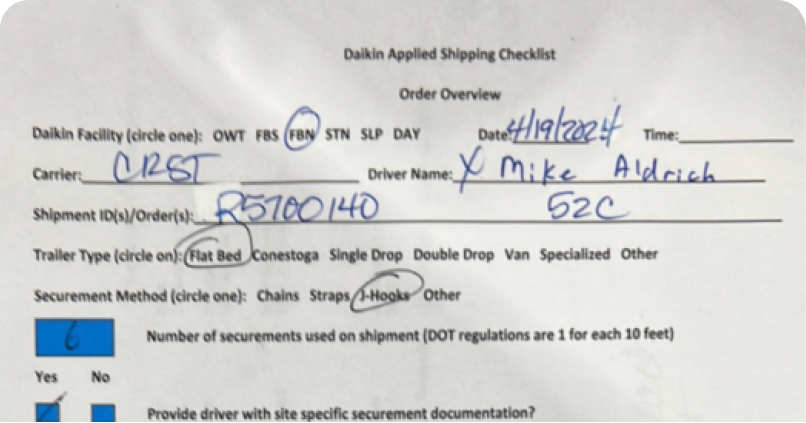 Daikin Applied Shipping Checklist
Order Overview
Daikin Facility (circle one): OWT FBS FBN STN SLP DAY Date: 4/19/2024 Time:
Carrier: CRST Driver Name: X Mike Aldrich
Shipment ID(s)/Order(s): R5700140 52C
Trailer Type (circle on): Flat Bed Conestoga Single Drop Double Drop Van Specialized Other
Securement Method (circle one): Chains Straps J-Hooks Other
6 Number of securements used on shipment (DOT regulations are 1 for each 10 feet)
Yes No
Provide driver with site specific securement documentation?